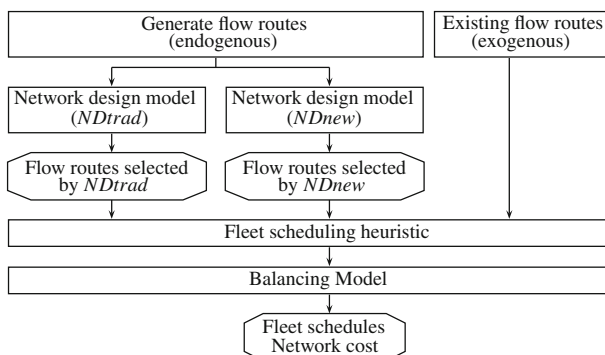 Generate flow routes
(endogenous)
Existing flow routes
(exogenous)
Network design model
(NDtrad)
Network design model
(NDnew)
Flow routes selected
by NDtrad
Flow routes selected
by NDnew
Fleet scheduling heuristic
Balancing Model
Fleet schedules
Network cost